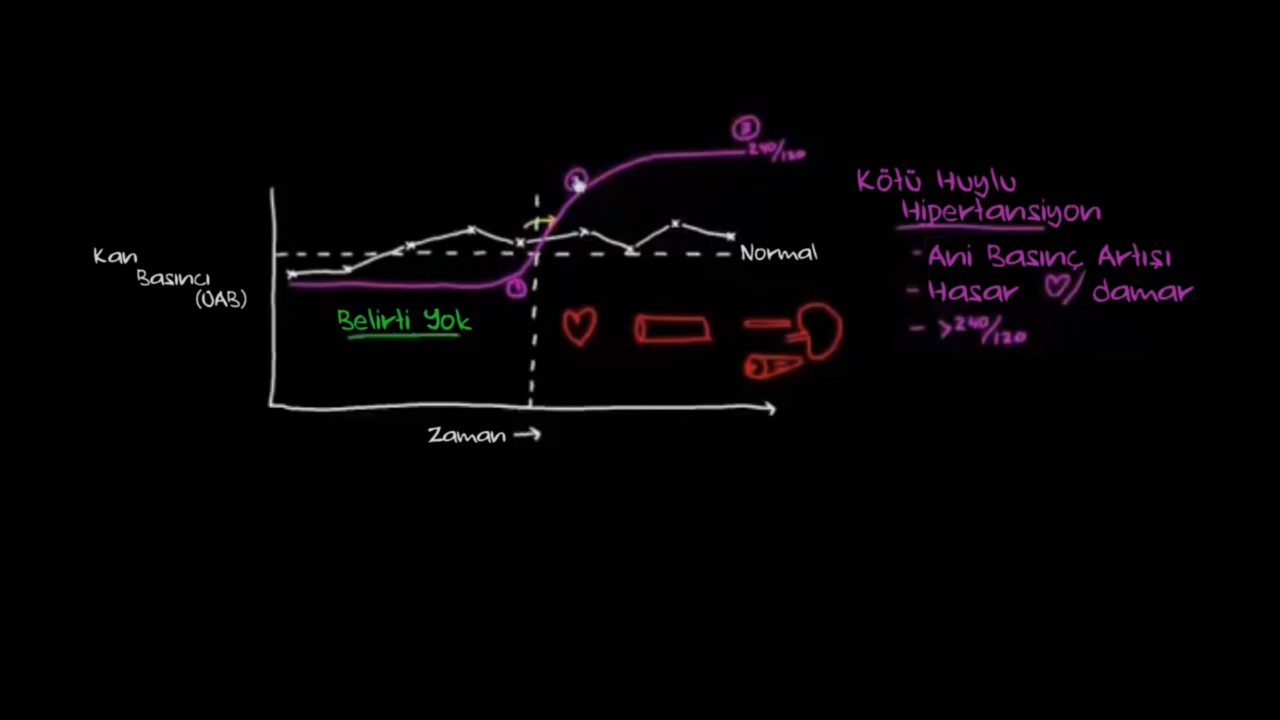 Kötü Huylu
Hipertansiyon
- Ani Basınç Artışı
- Hasar ♡/ damar
- >240/120
240/120
Normal
Kan
Basıncı
(OAB)
Belirti Yok
Zaman →